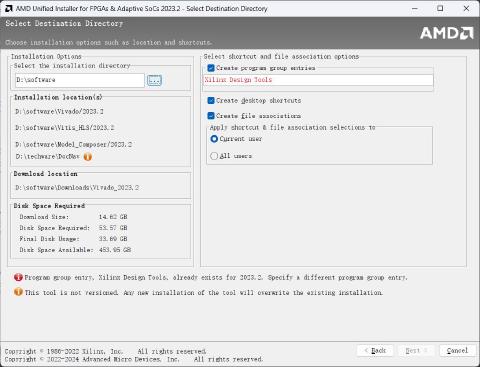 AMD Unified Installer for FPGAs & Adaptive SoCs 2023.2 - Select Destination Directory
Select Destination Directory
Choose installation options such as location and shortcuts.
AMD
Installation Options
Select the installation directory
D:\software
...
Installation location(s)
D:\software\Vivado/2023.2
D:\software\Vitis_HLS/2023.2
D:\software\Model_Composer/2023.2
D:\techware\DocNav
Download location
D:\software\Downloads\Vivado_2023.2
Disk Space Required
Download Size: 14.62 GB
Disk Space Required: 53.57 GB
Final Disk Usage: 33.69 GB
Disk Space Available: 453.95 GB
Select shortcut and file association options
Create program group entries
Xilinx Design Tools
Create desktop shortcuts
Create file associations
Apply shortcut & file association selections to
Current user
All users
Program group entry, Xilinx Design Tools, already exists for 2023.2. Specify a different program group entry.
This tool is not versioned. Any new installation of the tool will overwrite the existing installation.
Copyright © 1986-2022 Xilinx, Inc. All rights reserved.
Copyright © 2022-2024 Advanced Micro Devices, Inc. All rights reserved.
< Back
Next >
Cancel